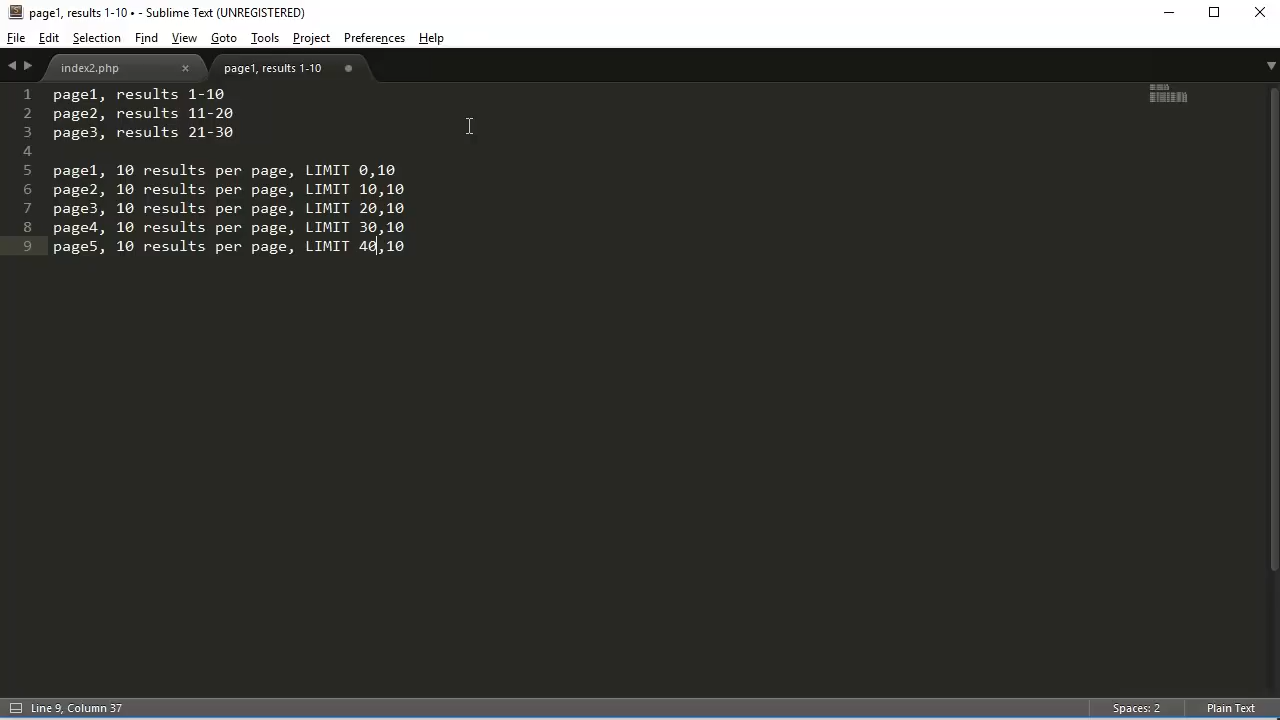 page1, results 1-10 • - Sublime Text (UNREGISTERED)
File Edit Selection Find View Goto Tools Project Preferences Help
index2.php × page1, results 1-10
1 page1, results 1-10
2 page2, results 11-20
3 page3, results 21-30
4
5 page1, 10 results per page, LIMIT 0,10
6 page2, 10 results per page, LIMIT 10,10
7 page3, 10 results per page, LIMIT 20,10
8 page4, 10 results per page, LIMIT 30,10
9 page5, 10 results per page, LIMIT 40,10
Line 9, Column 37 Spaces: 2 Plain Text